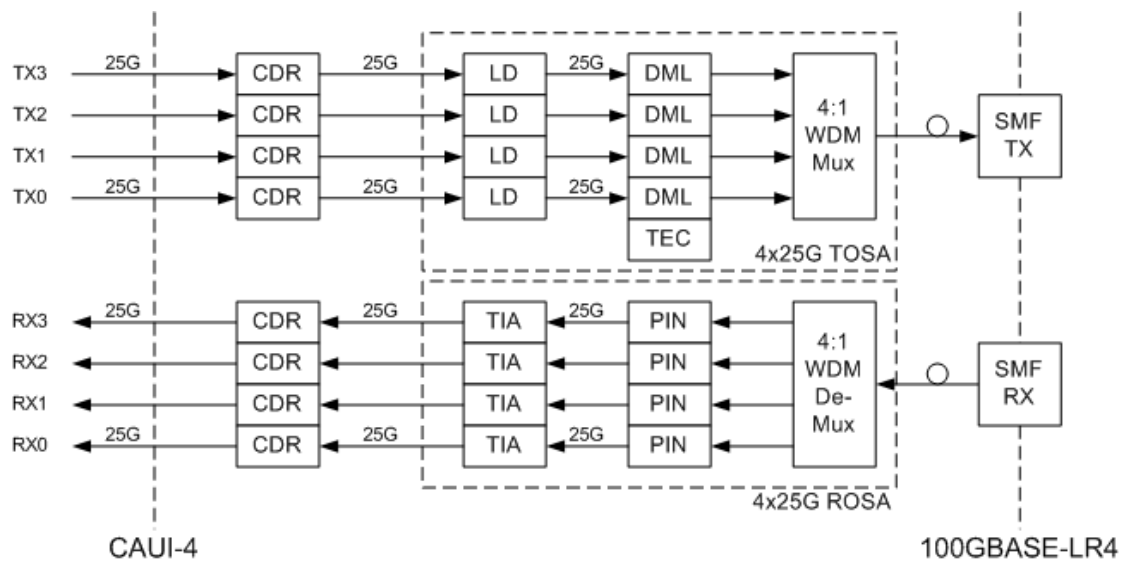 TX3 25G CDR 25G LD 25G DML
TX2 CDR LD DML
TX1 CDR LD DML
TX0 25G CDR 25G LD 25G DML
TEC
4:1
WDM
Mux
SMF
TX
4x25G TOSA
RX3 25G CDR 25G TIA 25G PIN
RX2 CDR TIA PIN
RX1 CDR TIA PIN
RX0 25G CDR 25G TIA 25G PIN
4:1
WDM
De-
Mux
SMF
RX
4x25G ROSA
CAUI-4 100GBASE-LR4